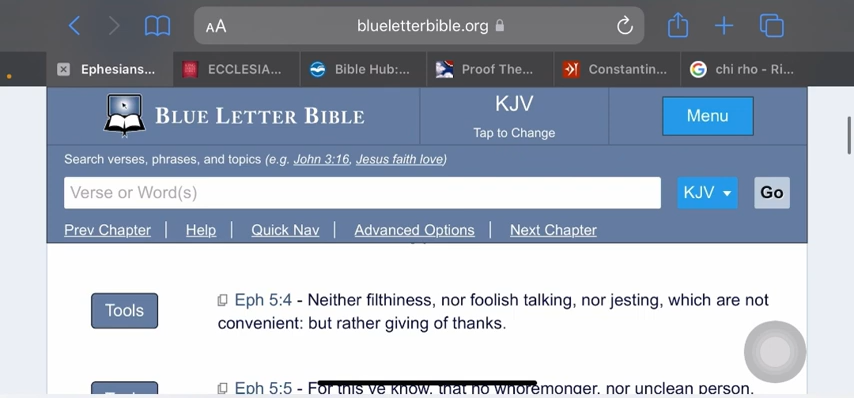 AA
blueletterbible.org
Ephesians...
ECCLESIA...
Bible Hub:...
Proof The...
Constantin...
chi rho - Ri...
BLUE LETTER BIBLE
KJV
Tap to Change
Menu
Search verses, phrases, and topics (e.g. John 3:16, Jesus faith love)
Verse or Word(s)
KJV
Go
Prev Chapter | Help | Quick Nav | Advanced Options | Next Chapter
Tools
Eph 5:4 - Neither filthiness, nor foolish talking, nor jesting, which are not
convenient: but rather giving of thanks.
Eph 5:5 - For this ye know, that no whoremonger, nor unclean person,